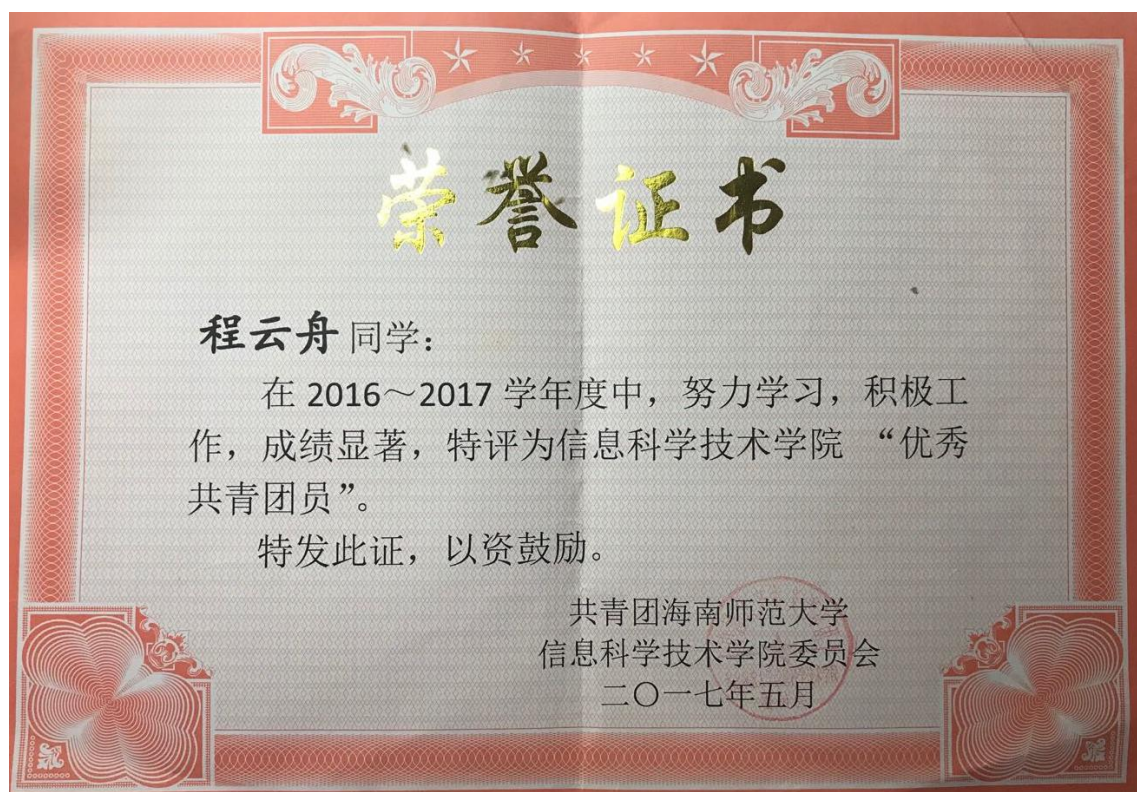 荣誉证书
程云舟同学：
在 2016～2017 学年度中，努力学习，积极工
作，成绩显著，特评为信息科学技术学院 “优秀
共青团员”。
特发此证，以资鼓励。
共青团海南师范大学
信息科学技术学院委员会
二〇一七年五月